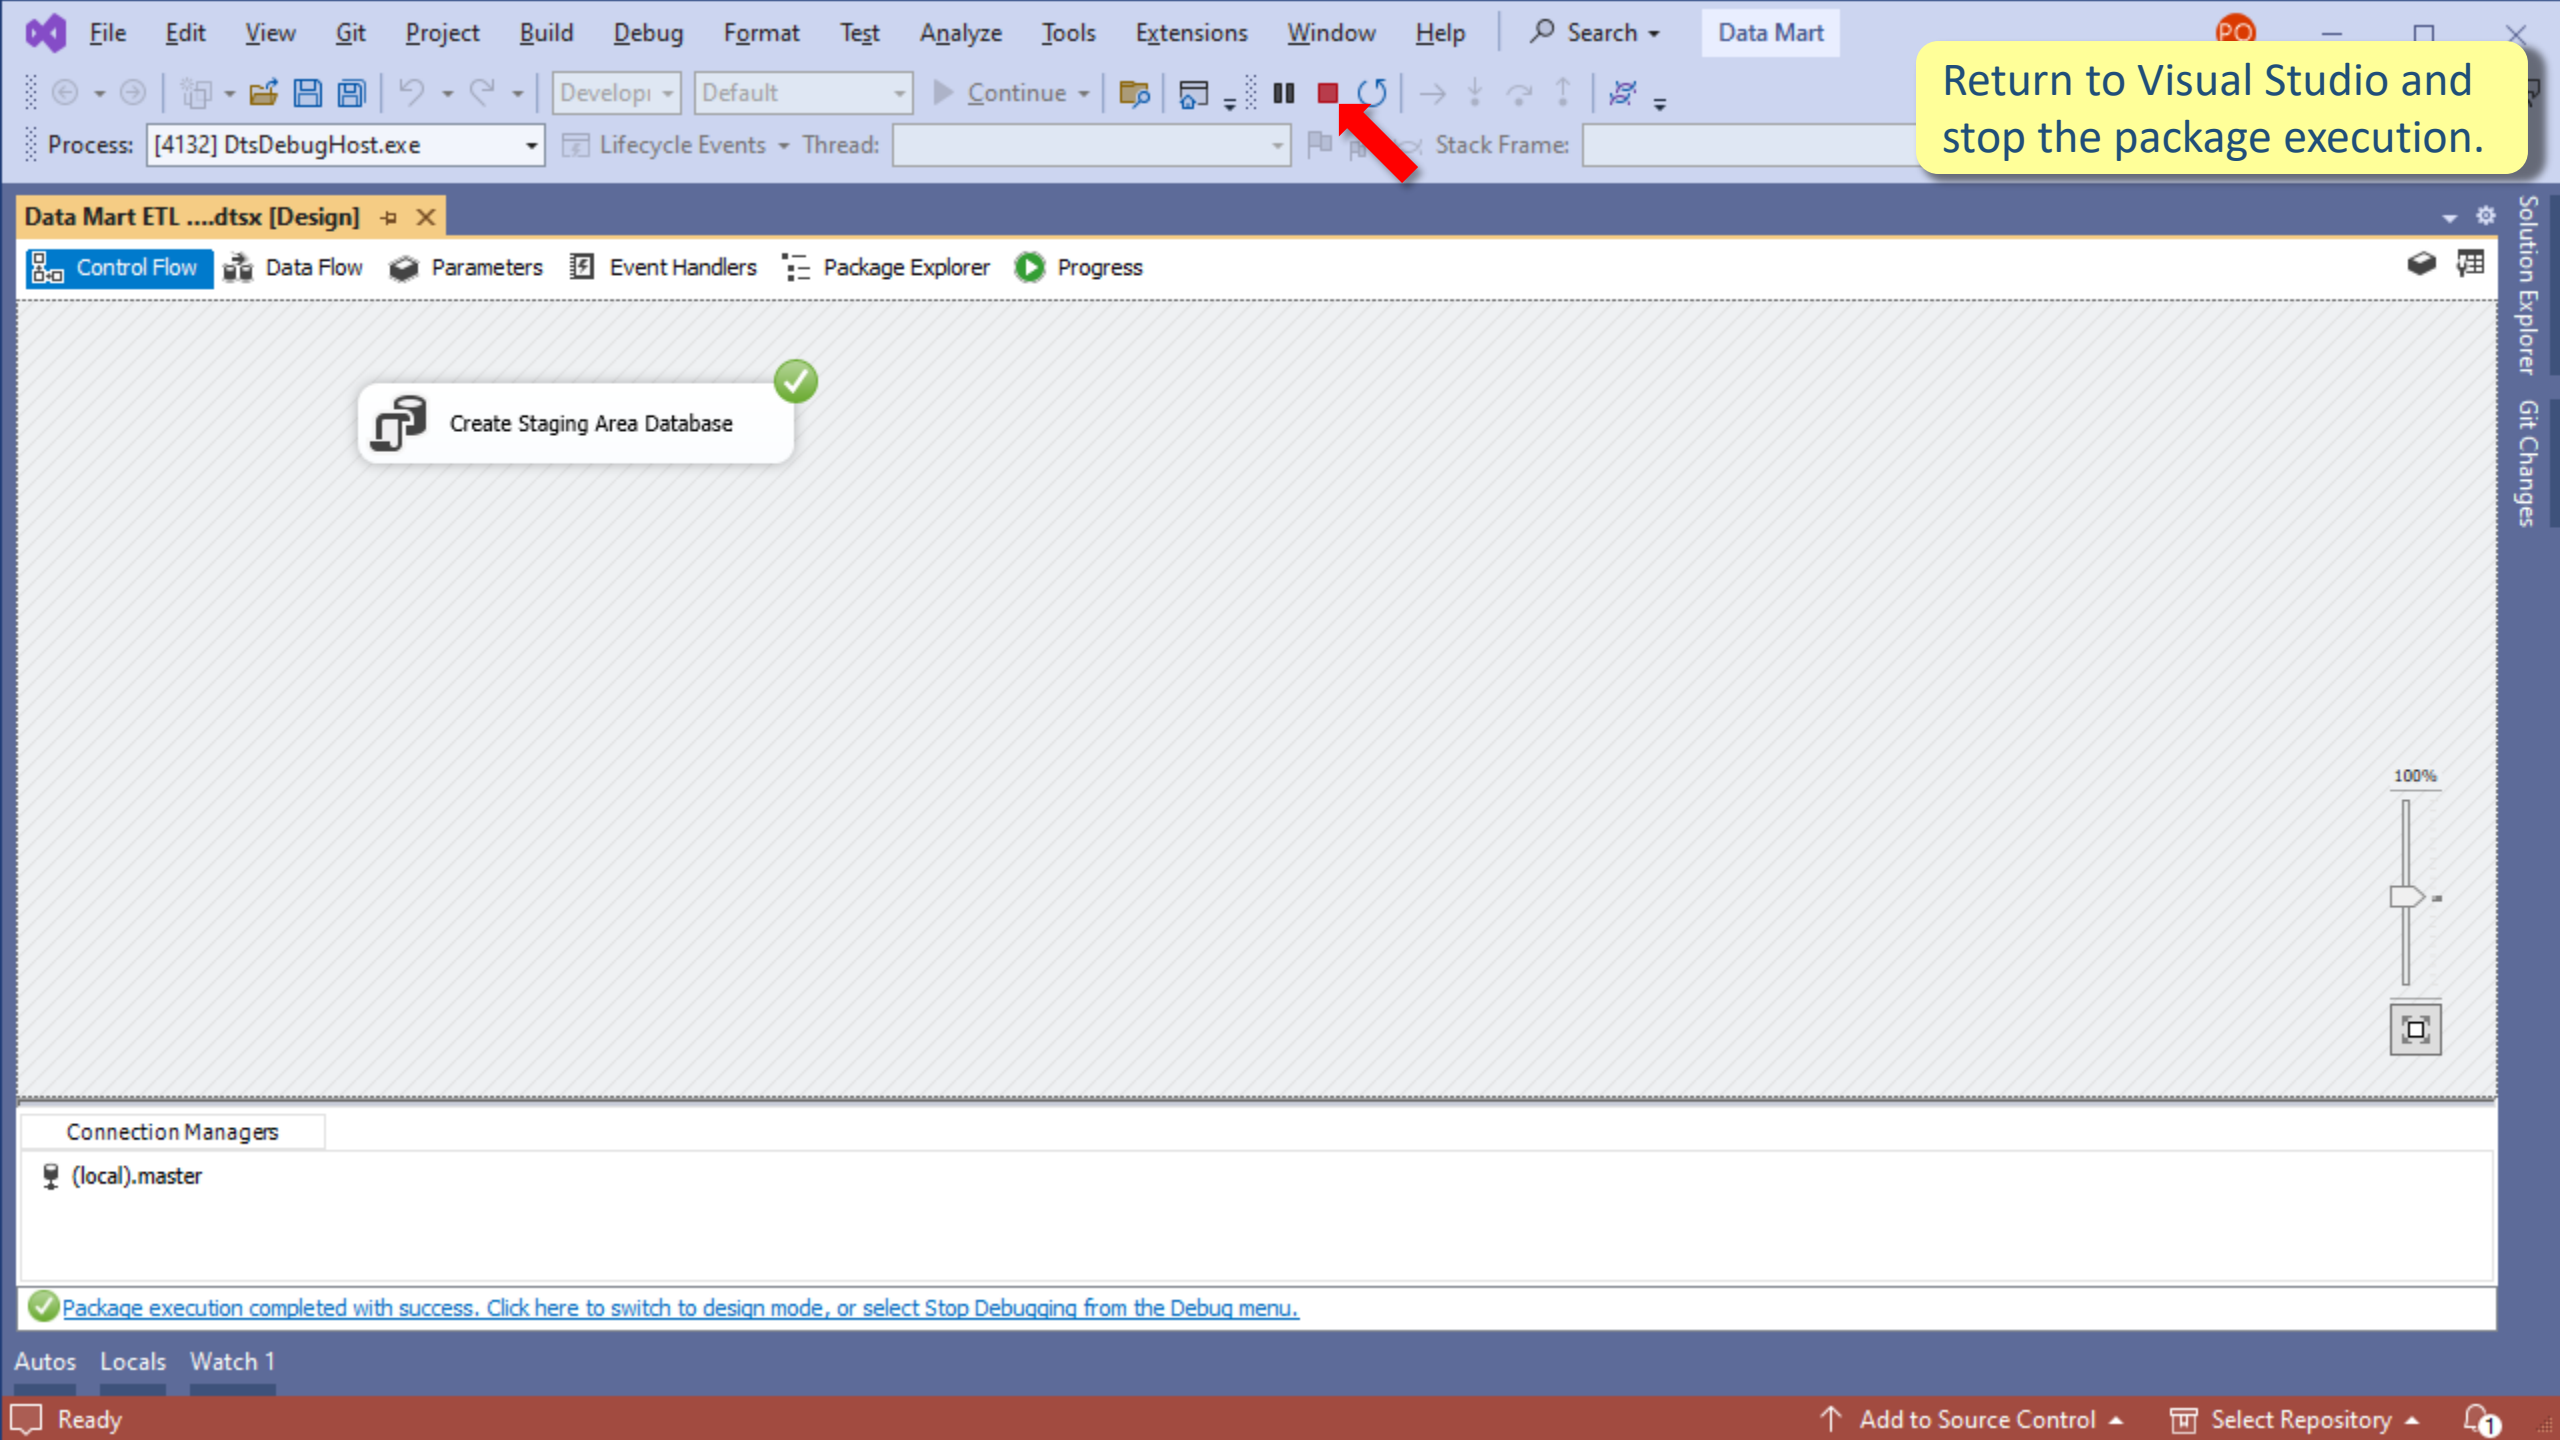 File Edit View Git Project Build Debug Format Test Analyze Tools Extensions Window Help Search Data Mart PO
Return to Visual Studio and
stop the package execution.
Develop Default Continue
Process: [4132] DtsDebugHost.exe Lifecycle Events Thread: Stack Frame:
Data Mart ETL ....dtsx [Design]
Control Flow Data Flow Parameters Event Handlers Package Explorer Progress
Solution Explorer
Git Changes
Create Staging Area Database
100%
Connection Managers
(local).master
Package execution completed with success. Click here to switch to design mode, or select Stop Debugging from the Debug menu.
Autos Locals Watch 1
Ready Add to Source Control Select Repository 1